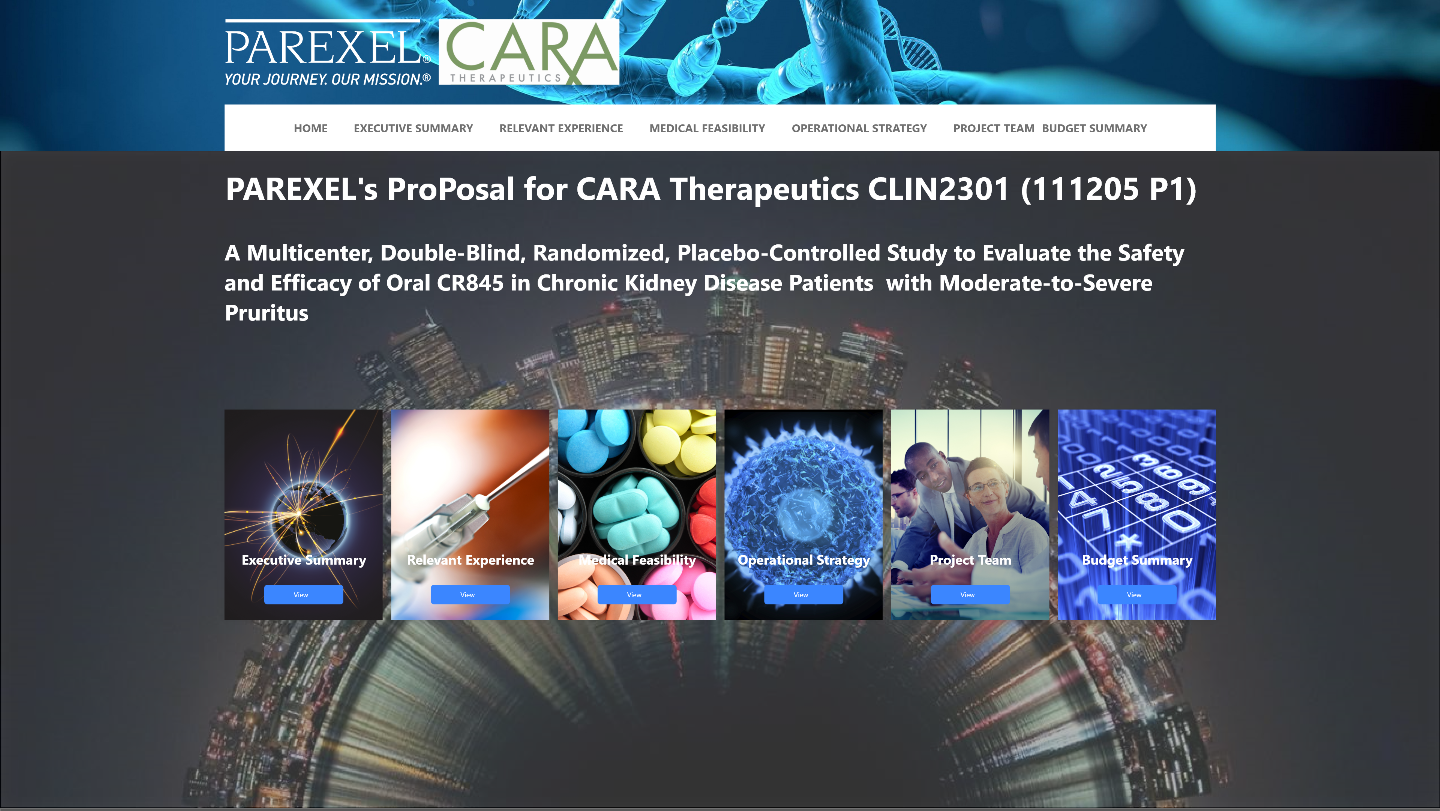 PAREXEL®
YOUR JOURNEY. OUR MISSION.®
CARA
THERAPEUTICS
HOME EXECUTIVE SUMMARY RELEVANT EXPERIENCE MEDICAL FEASIBILITY OPERATIONAL STRATEGY PROJECT TEAM BUDGET SUMMARY
PAREXEL's ProPosal for CARA Therapeutics CLIN2301 (111205 P1)
A Multicenter, Double-Blind, Randomized, Placebo-Controlled Study to Evaluate the Safety
and Efficacy of Oral CR845 in Chronic Kidney Disease Patients with Moderate-to-Severe
Pruritus
Executive Summary
View
Relevant Experience
View
Medical Feasibility
View
Operational Strategy
View
Project Team
View
Budget Summary
View